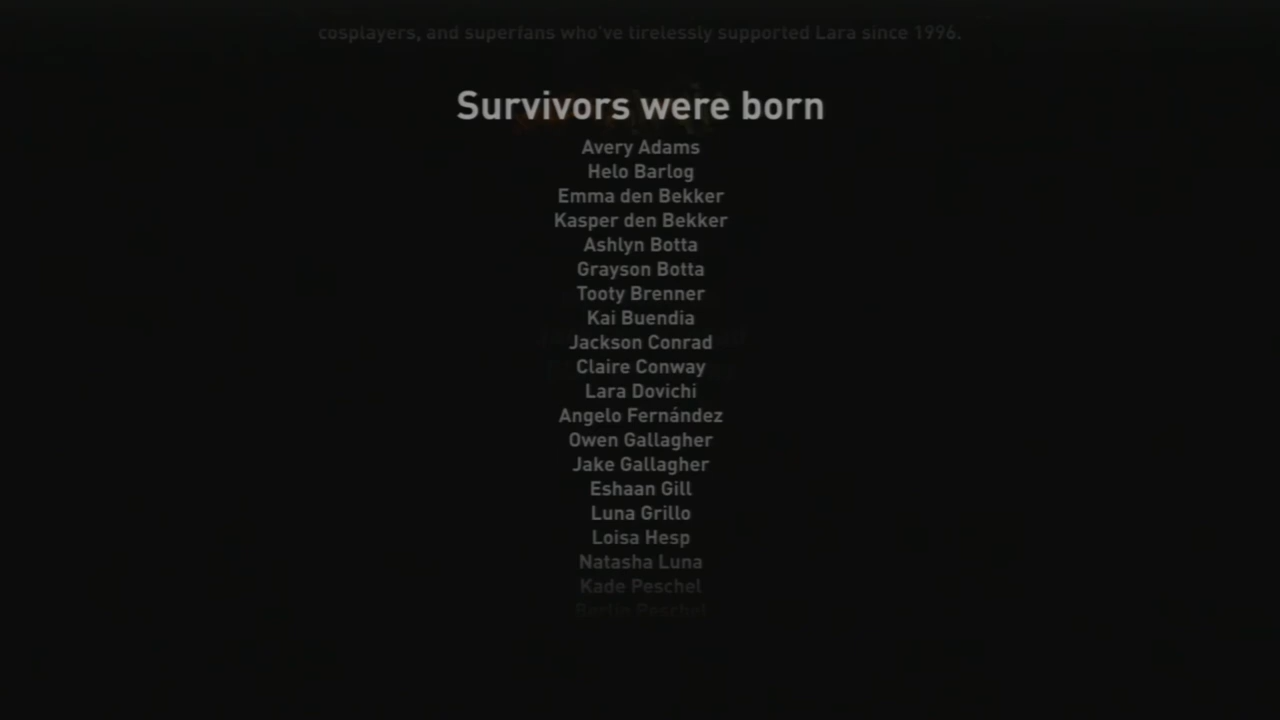 cosplayers, and superfans who've tirelessly supported Lara since 1996.
Survivors were born
Avery Adams
Helo Barlog
Emma den Bekker
Kasper den Bekker
Ashlyn Botta
Grayson Botta
Tooty Brenner
Kai Buendia
Jackson Conrad
Claire Conway
Lara Dovichi
Angelo Fernández
Owen Gallagher
Jake Gallagher
Eshaan Gill
Luna Grillo
Loisa Hesp
Natasha Luna
Kade Peschel
Peschel